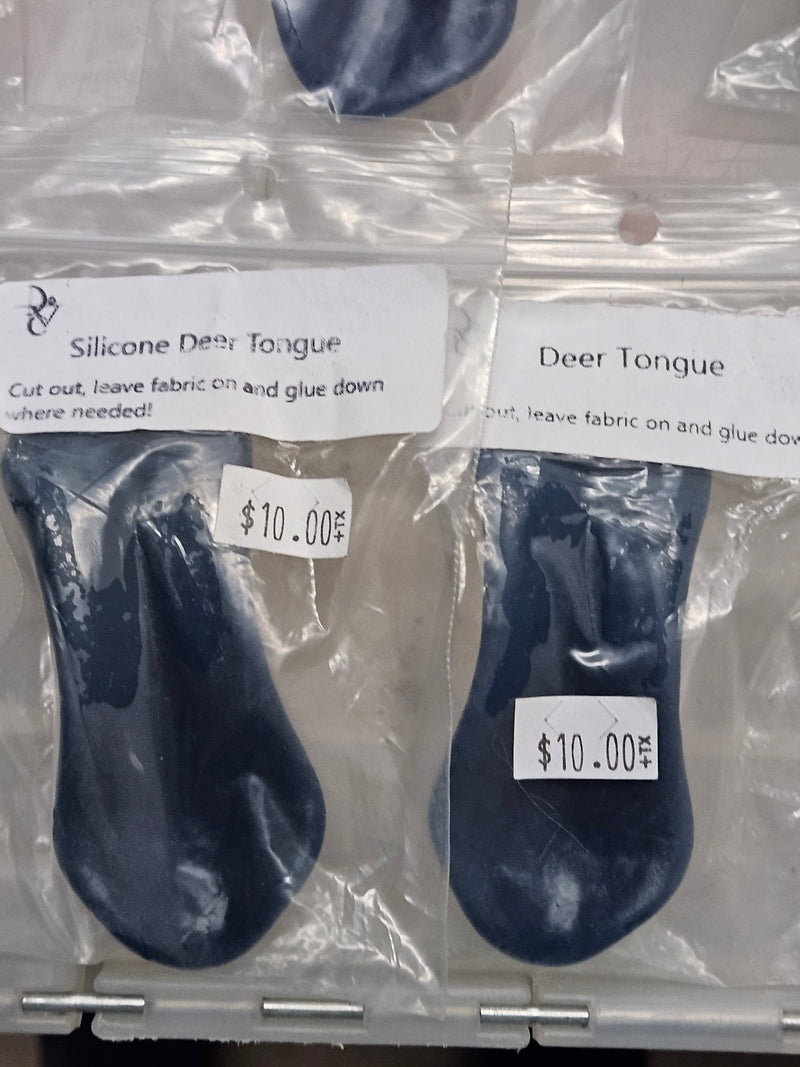 Silicone Deer Tongue
Cut out, leave fabric on and glue down
where needed!
$10.00+TX
Deer Tongue
out, leave fabric on and glue
$10.00+TX